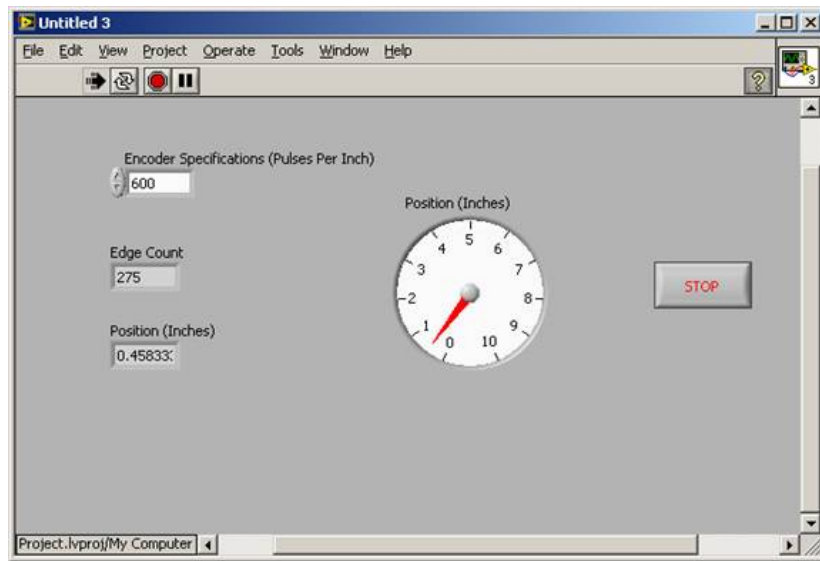 Untitled 3
File Edit View Project Operate Tools Window Help
3
Encoder Specifications (Pulses Per Inch)
600
Position (Inches)
Edge Count
275
Position (Inches)
0.45833
0 1 2 3 4 5 6 7 8 9 10
STOP
Project.lvproj/My Computer